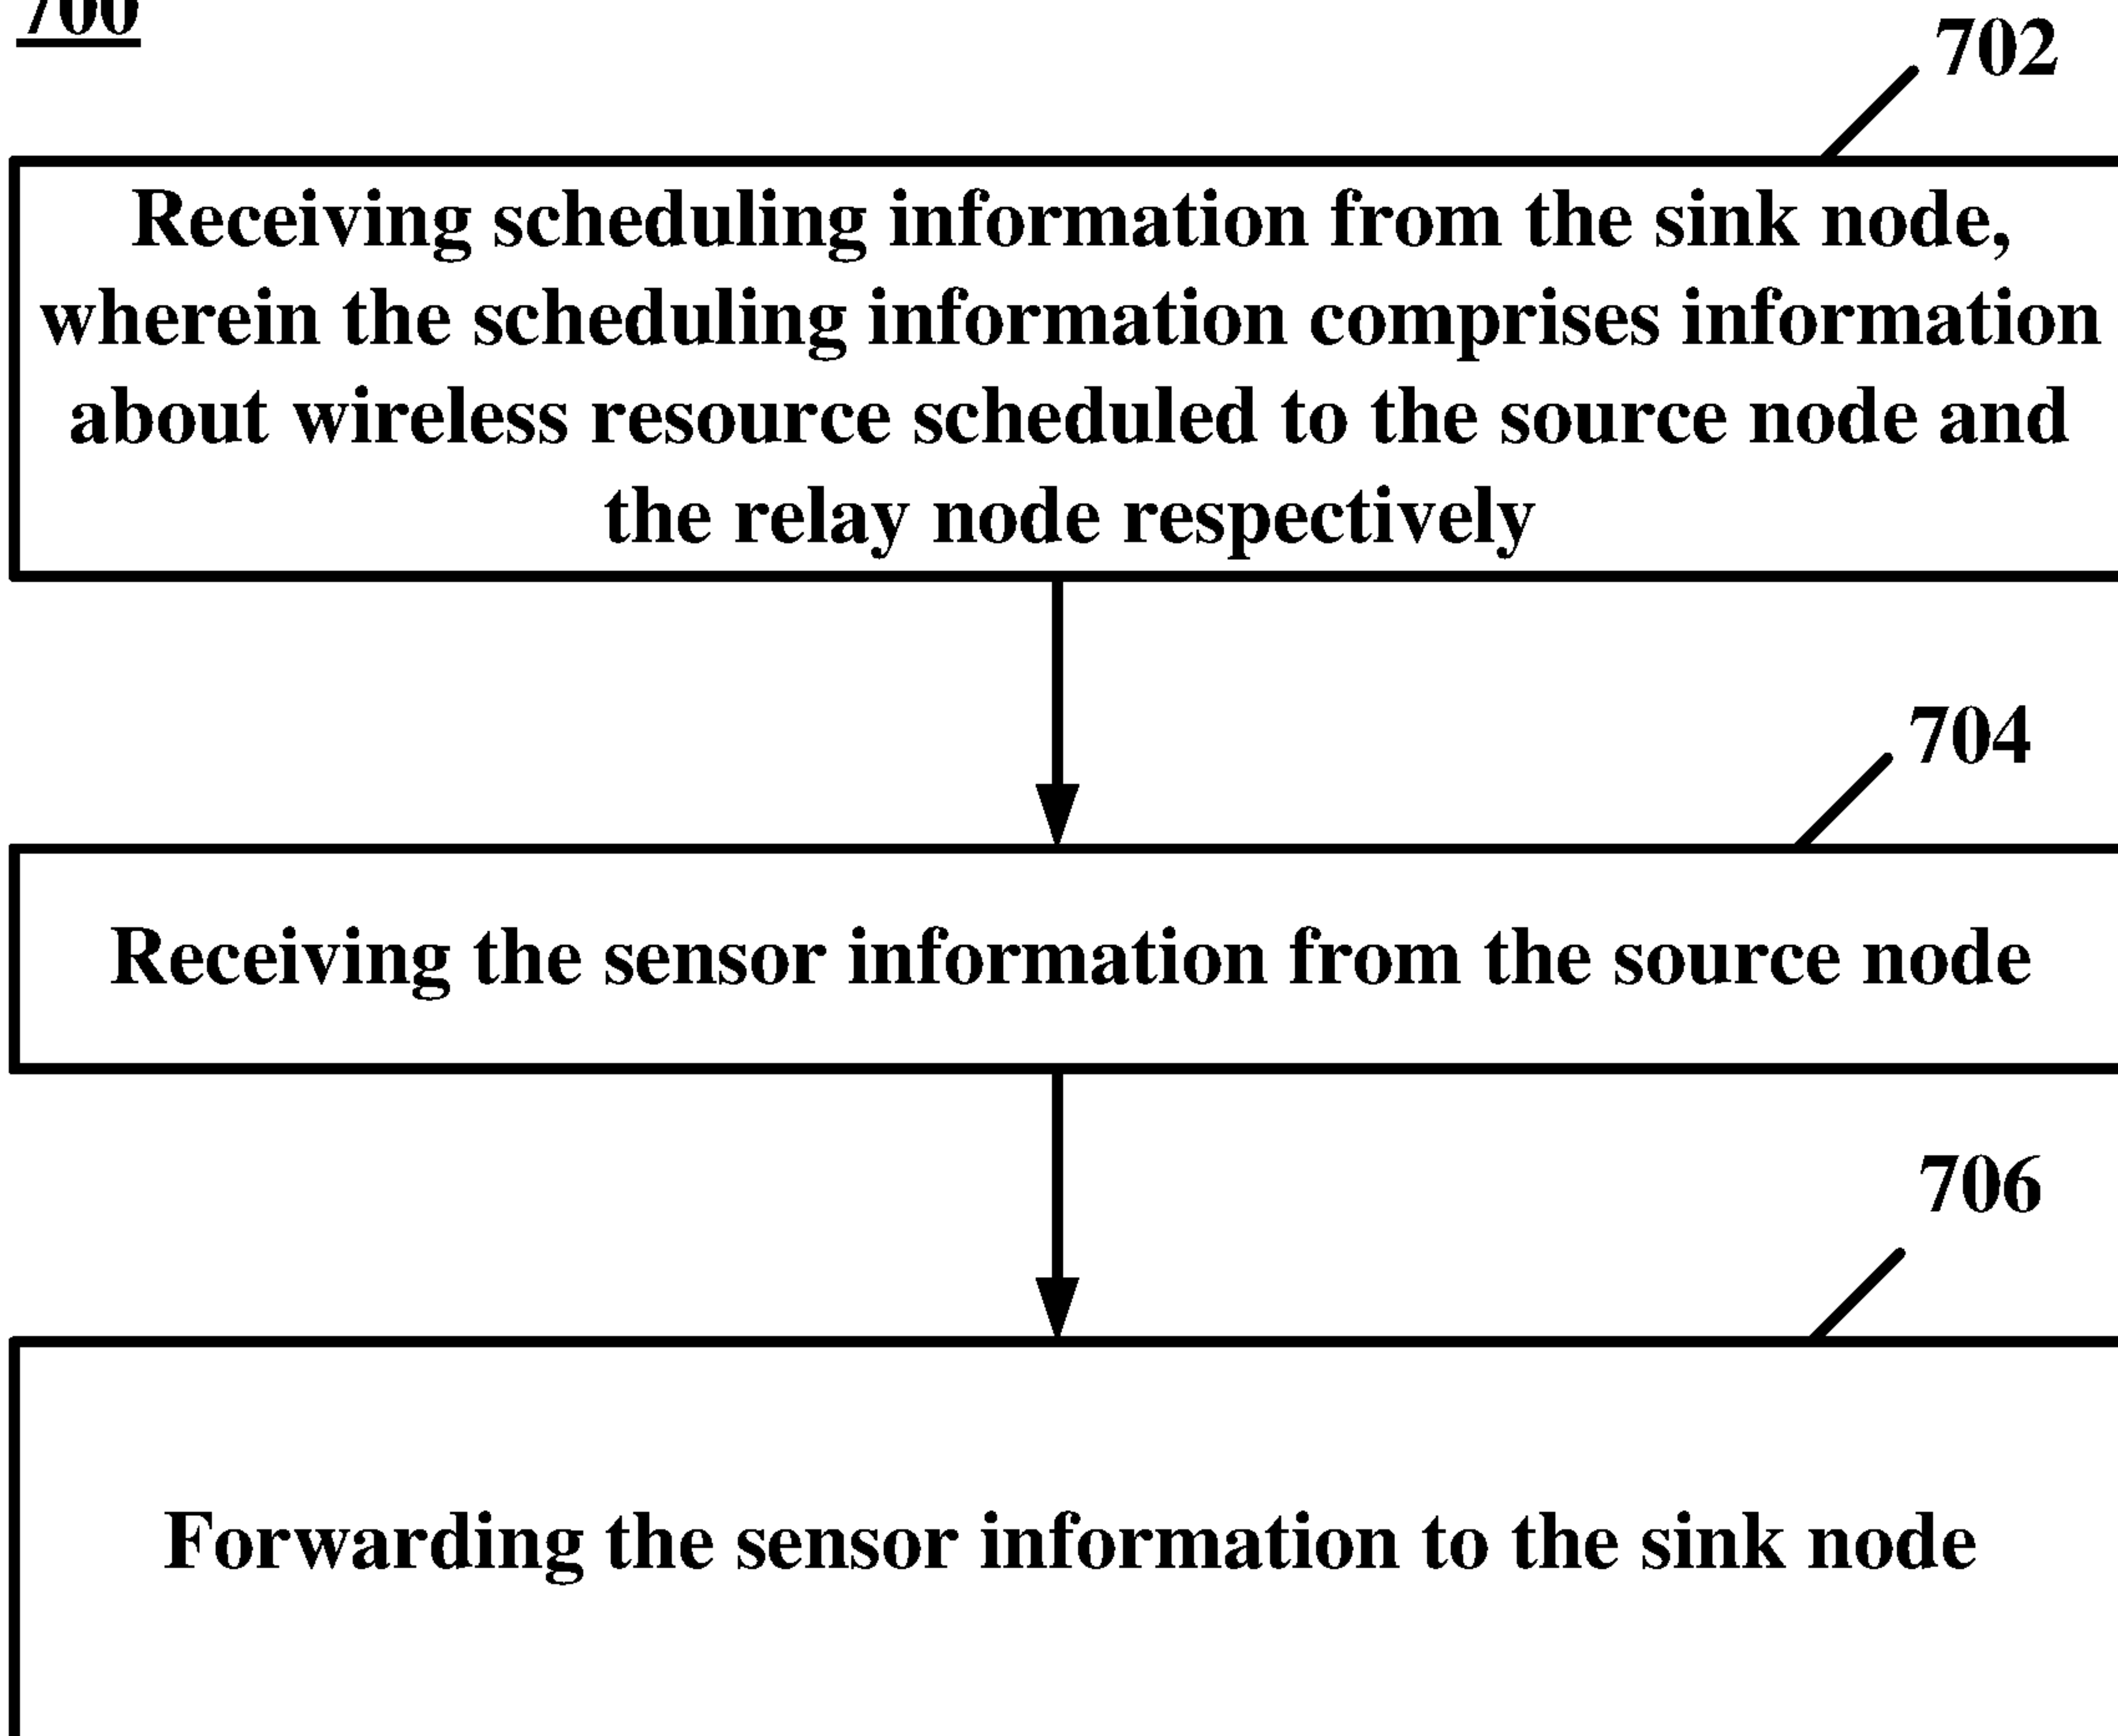 700
702
Receiving scheduling information from the sink node,
wherein the scheduling information comprises information
about wireless resource scheduled to the source node and
the relay node respectively
704
Receiving the sensor information from the source node
706
Forwarding the sensor information to the sink node